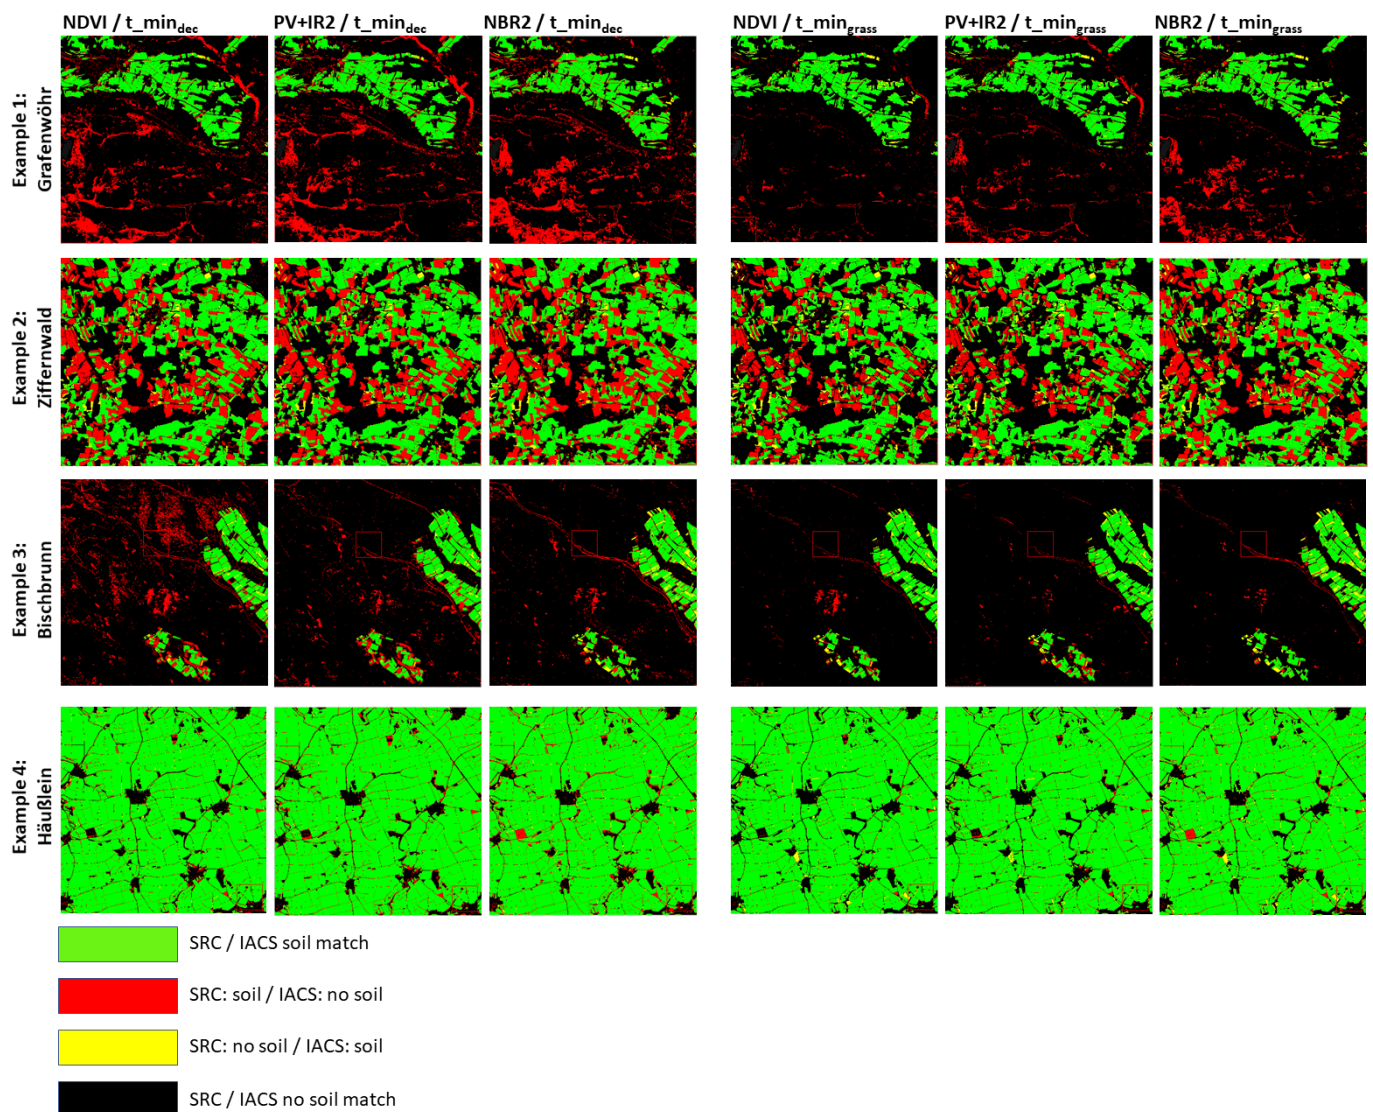 NDVI / t_min_dec
PV+IR2 / t_min_dec
NBR2 / t_min_dec
NDVI / t_min_grass
PV+IR2 / t_min_grass
NBR2 / t_min_grass
Example 1:
Grafenwöhr
Example 2:
Ziffernwald
Example 3:
Bischbrunn
Example 4:
Häußlein
SRC / IACS soil match
SRC: soil / IACS: no soil
SRC: no soil / IACS: soil
SRC / IACS no soil match